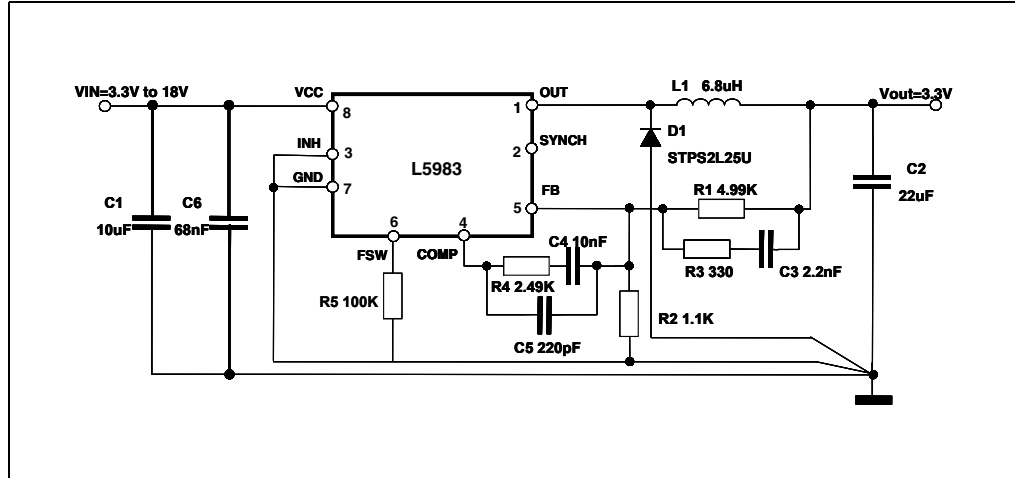 VIN=3.3V to 18V
VCC
8
INH
3
GND
7
L5983
OUT
1
SYNCH
2
FB
5
6
FSW
4
COMP
L1 6.8uH
Vout=3.3V
D1
STPS2L25U
C1
10uF
C6
68nF
C2
22uF
R1 4.99K
R3 330
C3 2.2nF
C4 10nF
R4 2.49K
C5 220pF
R5 100K
R2 1.1K